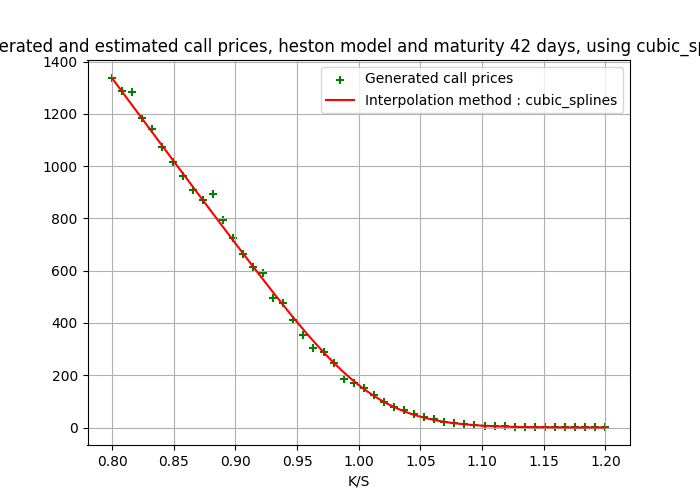 erated and estimated call prices, heston model and maturity 42 days, using cubic_sp
1400
1200
1000
800
600
400
200
0
Generated call prices
Interpolation method : cubic_splines
0.80 0.85 0.90 0.95 1.00 1.05 1.10 1.15 1.20
K/S